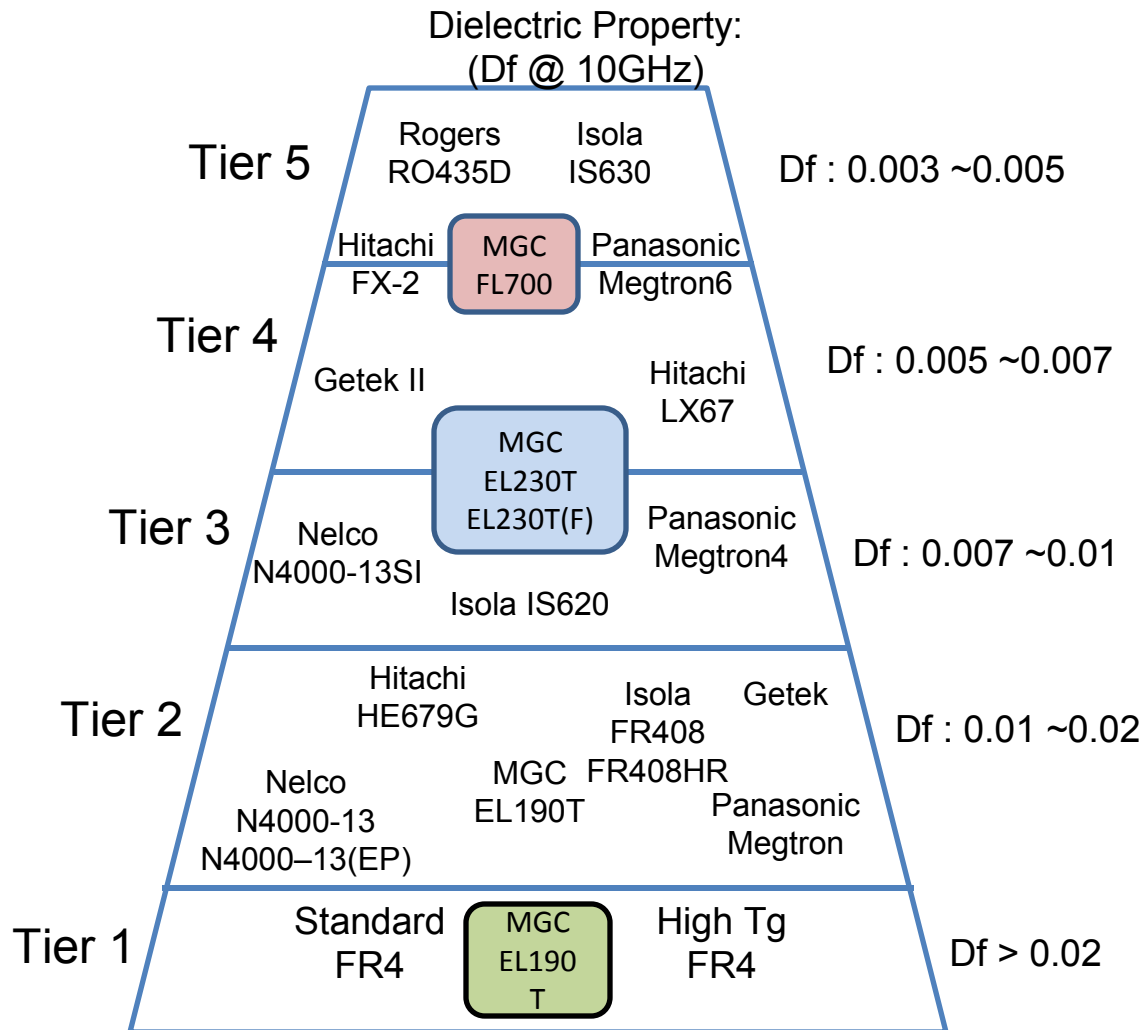 Dielectric Property:
(Df @ 10GHz)
Tier 5
Rogers
RO435D
Isola
IS630
Df : 0.003 ~0.005
Hitachi
FX-2
MGC
FL700
Panasonic
Megtron6
Tier 4
Getek II
Hitachi
LX67
Df : 0.005 ~0.007
MGC
EL230T
EL230T(F)
Tier 3
Nelco
N4000-13SI
Panasonic
Megtron4
Isola IS620
Df : 0.007 ~0.01
Tier 2
Hitachi
HE679G
Isola
FR408
FR408HR
Getek
Df : 0.01 ~0.02
Nelco
N4000-13
N4000–13(EP)
MGC
EL190T
Panasonic
Megtron
Tier 1
Standard
FR4
MGC
EL190
T
High Tg
FR4
Df > 0.02